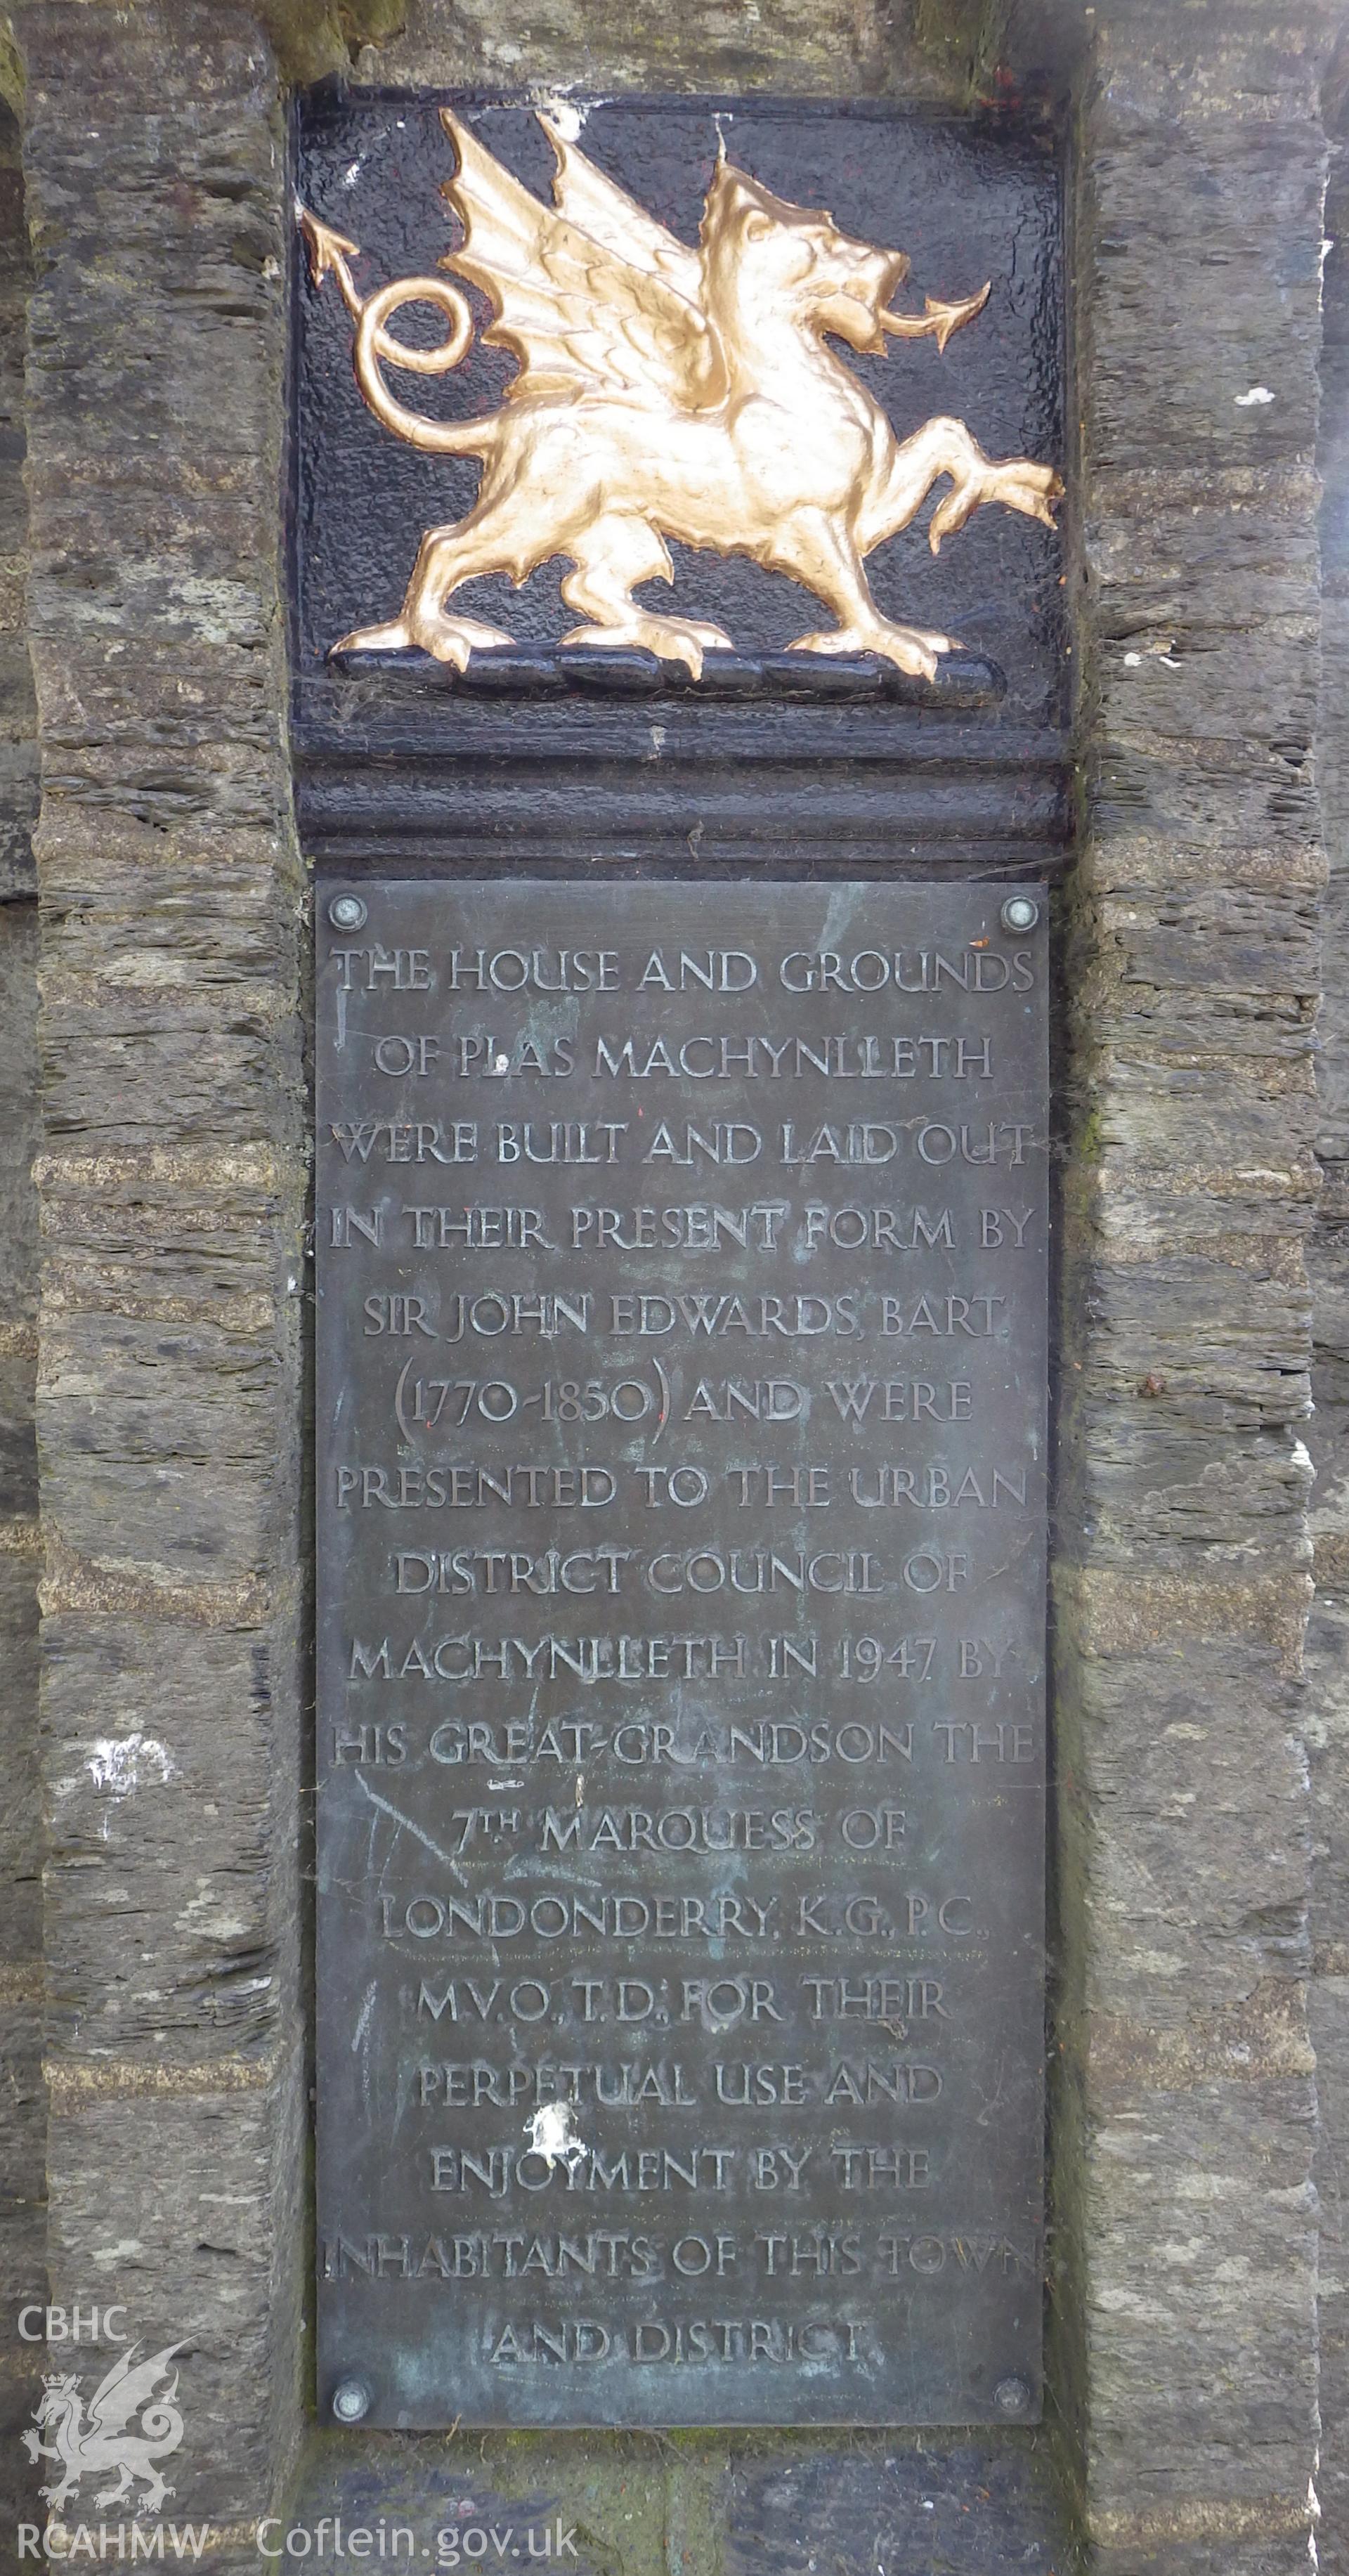 THE HOUSE AND GROUNDS
OF PLAS MACHYNLLETH
WERE BUILT AND LAID OUT
IN THEIR PRESENT FORM BY
SIR JOHN EDWARDS, BART.
(1770-1850) AND WERE
PRESENTED TO THE URBAN
DISTRICT COUNCIL OF
MACHYNLLETH IN 1947 BY
HIS GREAT-GRANDSON THE
7TH MARQUESS OF
LONDONDERRY, K.G., P.C.,
M.V.O., T.D., FOR THEIR
PERPETUAL USE AND
ENJOYMENT BY THE
INHABITANTS OF THIS TOWN
AND DISTRICT.
CBHC
RCAHMW
Coflein.gov.uk